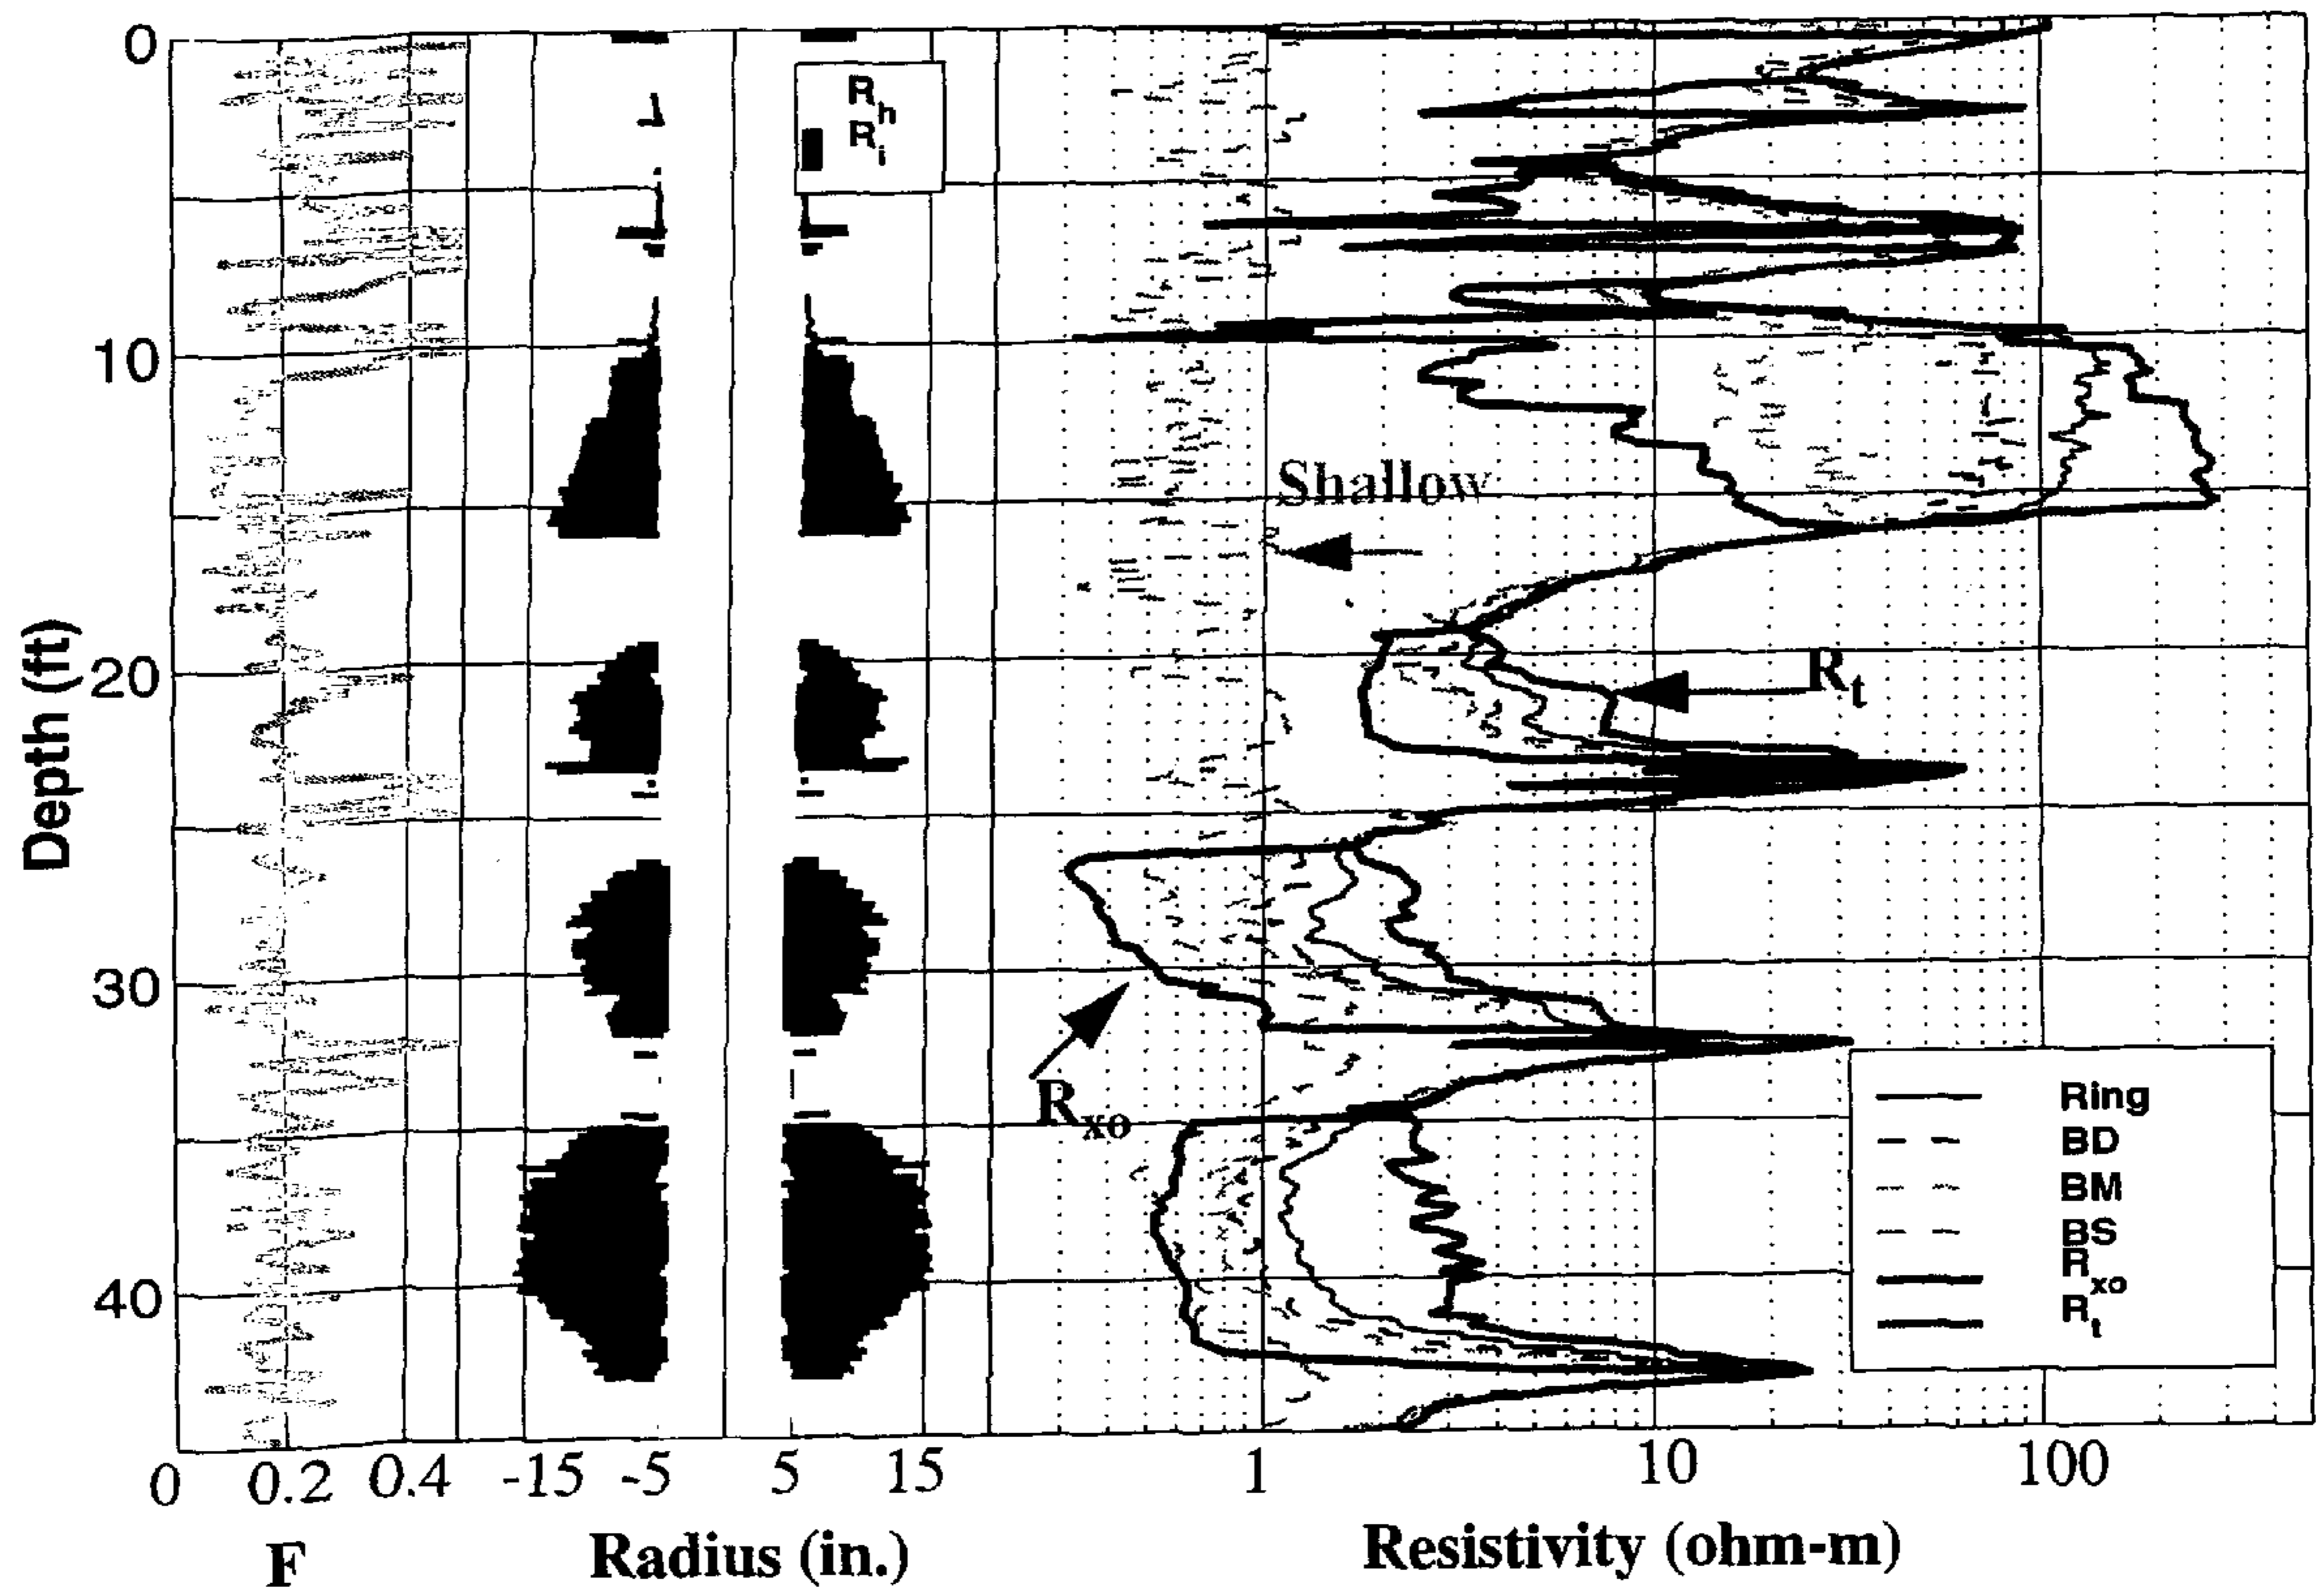 0
10
20
30
40
Depth (ft)
R_h
R_i
Shallow
R_t
R_xo
Ring
BD
BM
BS
R_xo
R_t
0 0.2 0.4 -15 -5 5 15 1 10 100
F Radius (in.) Resistivity (ohm-m)